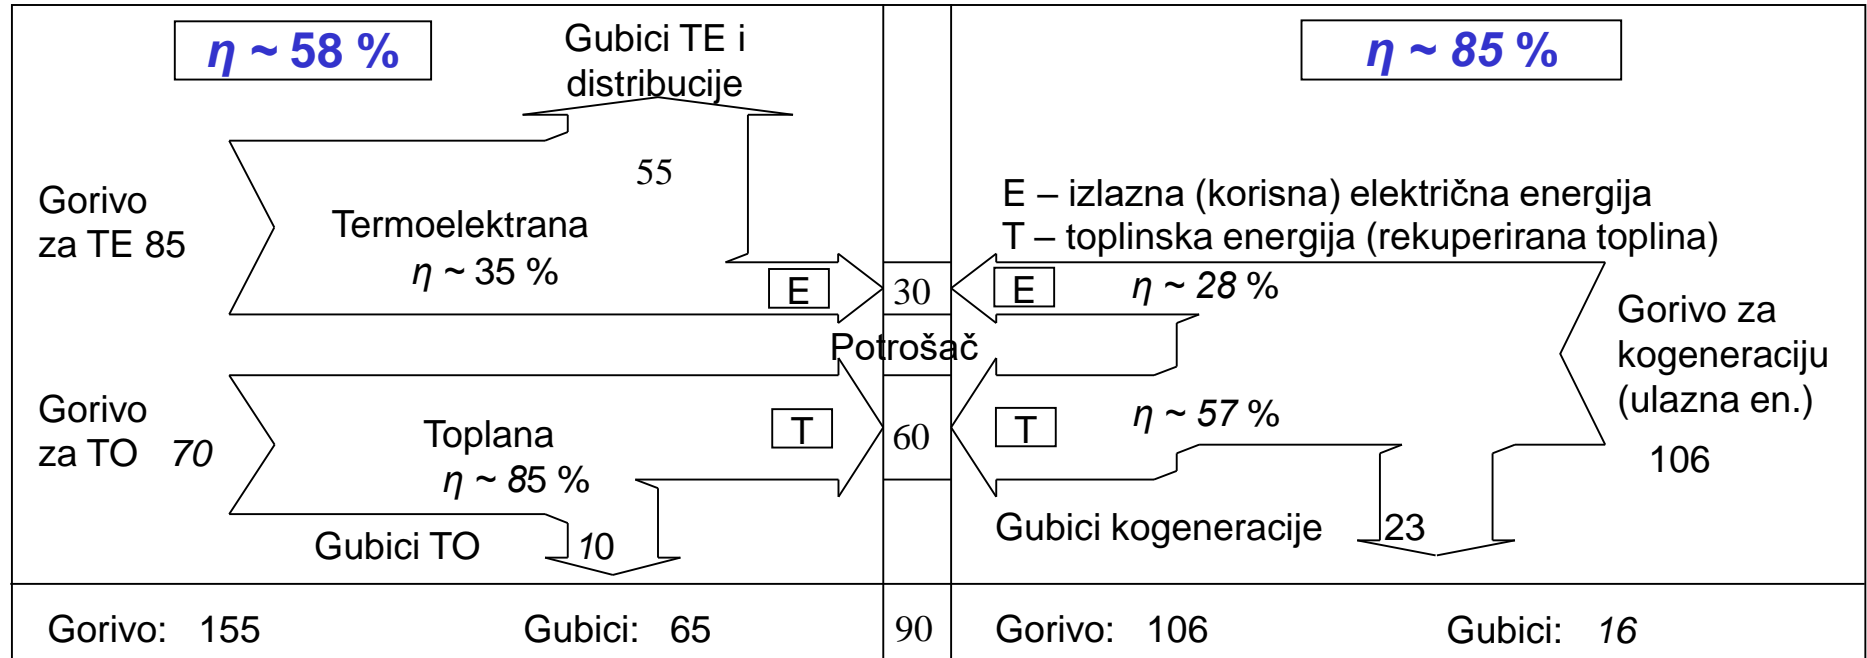 η ~ 58 %
Gubici TE i
distribucije
55
Gorivo
za TE 85
Termoelektrana
η ~ 35 %
E
Gorivo
za TO 70
Toplana
η ~ 85 %
T
Gubici TO
10
30
Potrošač
60
η ~ 85 %
E – izlazna (korisna) električna energija
T – toplinska energija (rekuperirana toplina)
E
η ~ 28 %
T
η ~ 57 %
Gorivo za
kogeneraciju
(ulazna en.)
106
Gubici kogeneracije
23
Gorivo: 155
Gubici: 65
90
Gorivo: 106
Gubici: 16